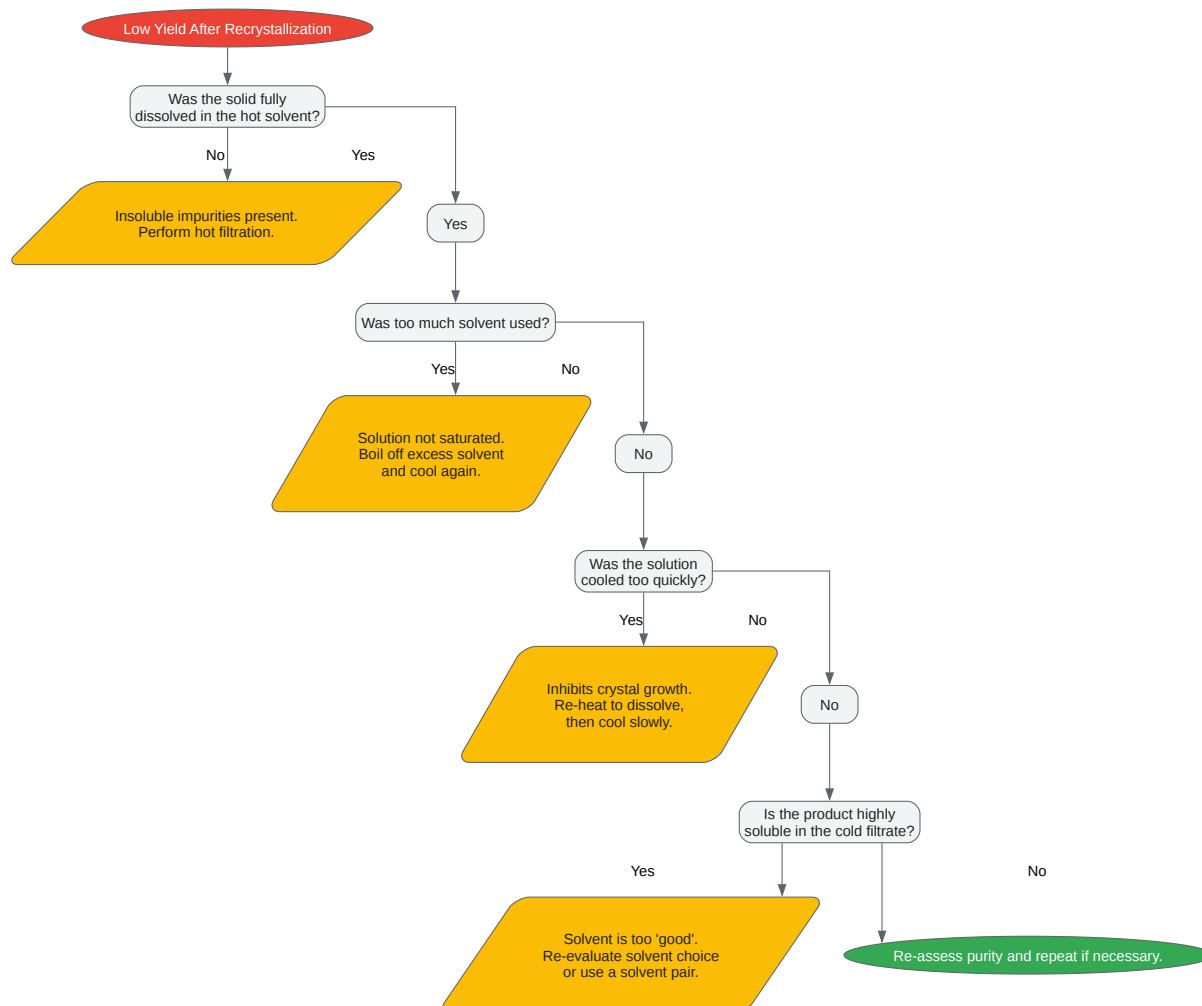 Low Yield After Recrystallization
Was the solid fully
dissolved in the hot solvent?
No
Yes
Insoluble impurities present.
Perform hot filtration.
Yes
Was too much solvent used?
Yes
No
Solution not saturated.
Boil off excess solvent
and cool again.
No
Was the solution
cooled too quickly?
Yes
No
Inhibits crystal growth.
Re-heat to dissolve,
then cool slowly.
No
Is the product highly
soluble in the cold filtrate?
Yes
No
Solvent is too 'good'.
Re-evaluate solvent choice
or use a solvent pair.
Re-assess purity and repeat if necessary.